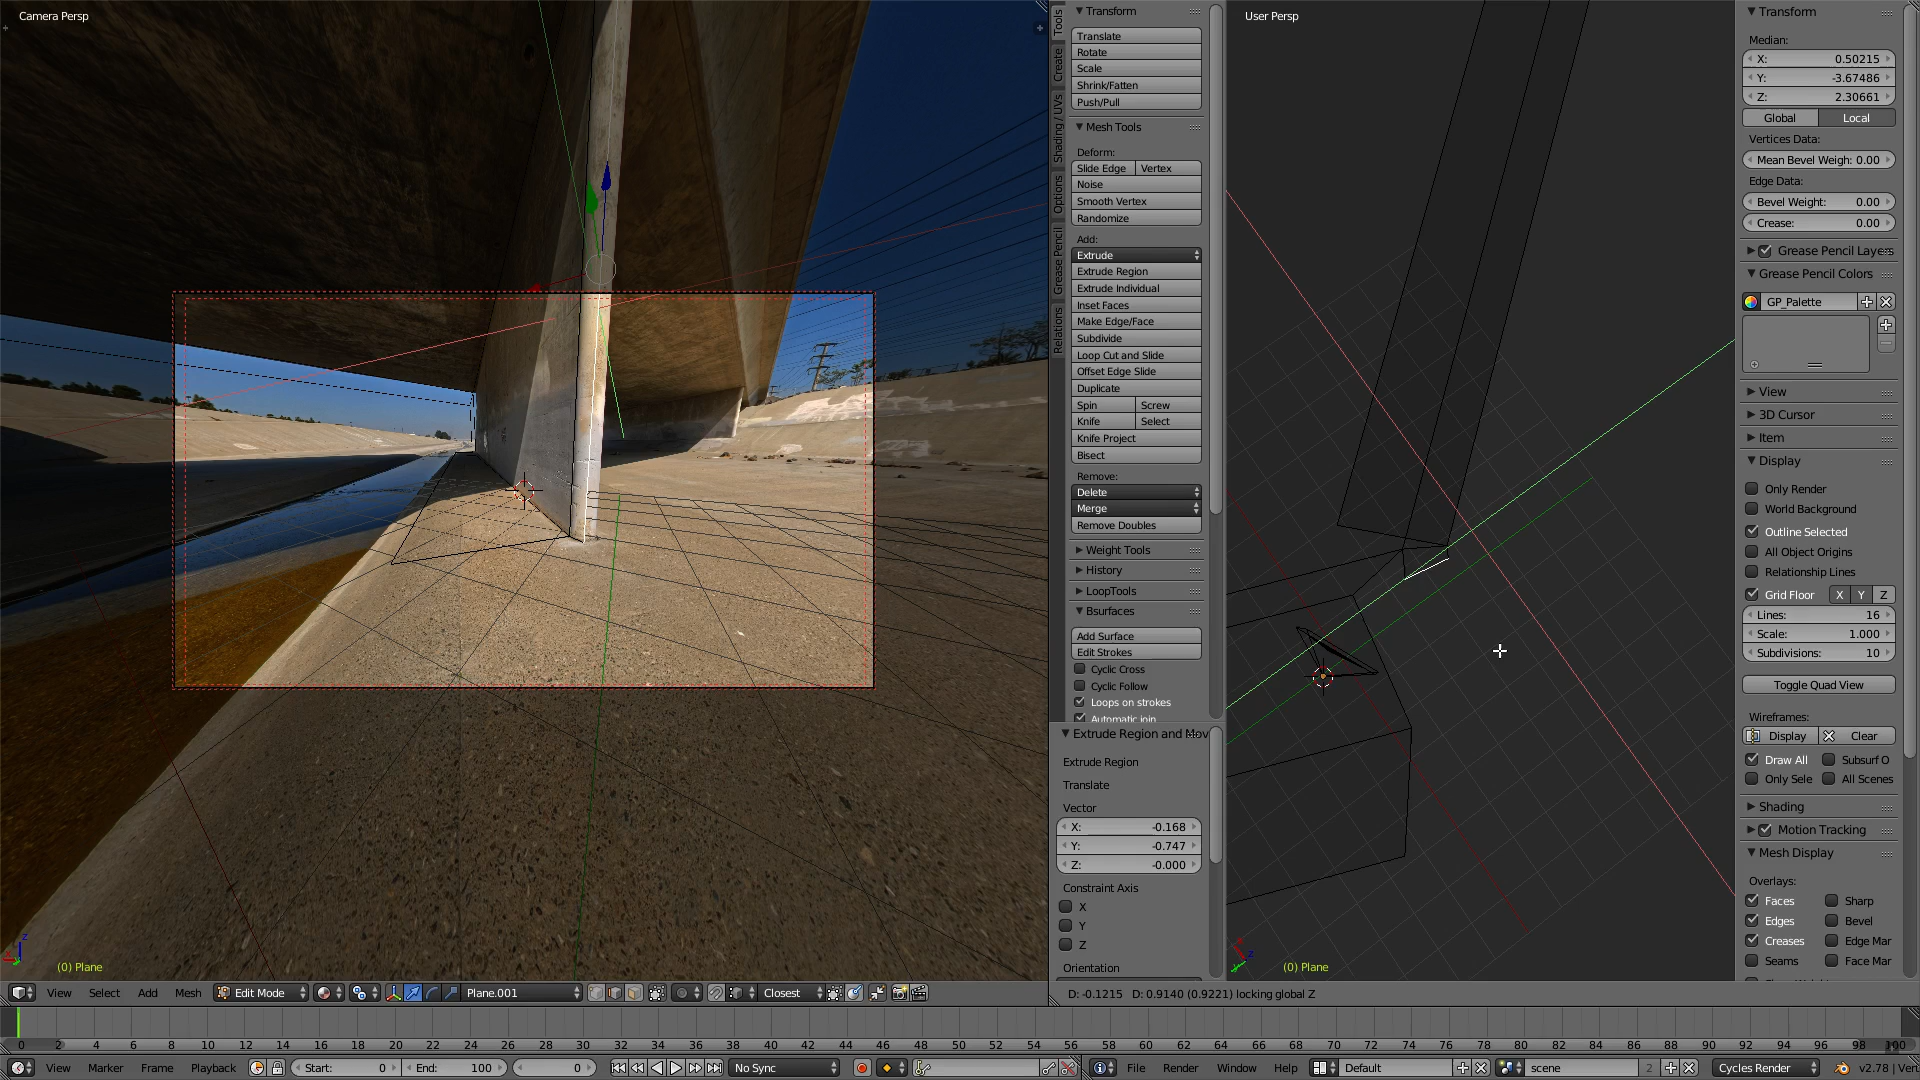 Camera Persp
(0) Plane
View Select Add Mesh Edit Mode Plane.001 Closest
Tools
Create
Shading / UVs
Options
Grease Pencil
Relations
Transform
Translate
Rotate
Scale
Shrink/Fatten
Push/Pull
Mesh Tools
Deform:
Slide Edge Vertex
Noise
Smooth Vertex
Randomize
Add:
Extrude
Extrude Region
Extrude Individual
Inset Faces
Make Edge/Face
Subdivide
Loop Cut and Slide
Offset Edge Slide
Duplicate
Spin Screw
Knife Select
Knife Project
Bisect
Remove:
Delete
Merge
Remove Doubles
Weight Tools
History
LoopTools
Bsurfaces
Add Surface
Edit Strokes
Cyclic Cross
Cyclic Follow
Loops on strokes
Automatic join
Extrude Region and Mov
Extrude Region
Translate
Vector
X: -0.168
Y: -0.747
Z: -0.000
Constraint Axis
X
Y
Z
Orientation
User Persp
(0) Plane
D: -0.1215 D: 0.9140 (0.9221) locking global Z
Transform
Median:
X: 0.50215
Y: -3.67486
Z: 2.30661
Global Local
Vertices Data:
Mean Bevel Weigh: 0.00
Edge Data:
Bevel Weight: 0.00
Crease: 0.00
Grease Pencil Layers
Grease Pencil Colors
GP_Palette
View
3D Cursor
Item
Display
Only Render
World Background
Outline Selected
All Object Origins
Relationship Lines
Grid Floor X Y Z
Lines: 16
Scale: 1.000
Subdivisions: 10
Toggle Quad View
Wireframes:
Display Clear
Draw All Subsurf O
Only Sele All Scenes
Shading
Motion Tracking
Mesh Display
Overlays:
Faces Sharp
Edges Bevel
Creases Edge Mar
Seams Face Mar
0 2 4 6 8 10 12 14 16 18 20 22 24 26 28 30 32 34 36 38 40 42 44 46 48 50 52 54 56 58 60 62 64 66 68 70 72 74 76 78 80 82 84 86 88 90 92 94 96 98 100
View Marker Frame Playback Start: 0 End: 100 0 No Sync File Render Window Help Default scene 2 Cycles Render v2.78 | Ver